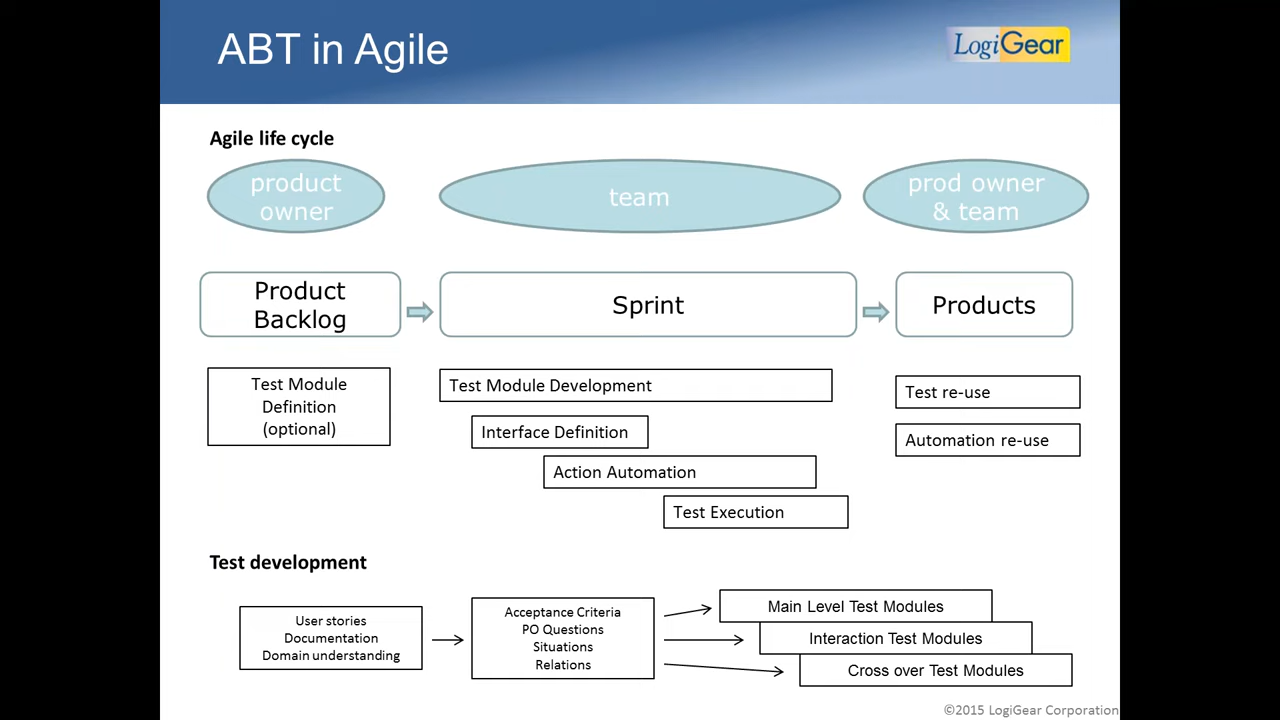 ABT in Agile
LogiGear
Agile life cycle
product
owner
team
prod owner
& team
Product
Backlog
Sprint
Products
Test Module
Definition
(optional)
Test Module Development
Interface Definition
Action Automation
Test Execution
Test re-use
Automation re-use
Test development
User stories
Documentation
Domain understanding
Acceptance Criteria
PO Questions
Situations
Relations
Main Level Test Modules
Interaction Test Modules
Cross over Test Modules
©2015 LogiGear Corporation